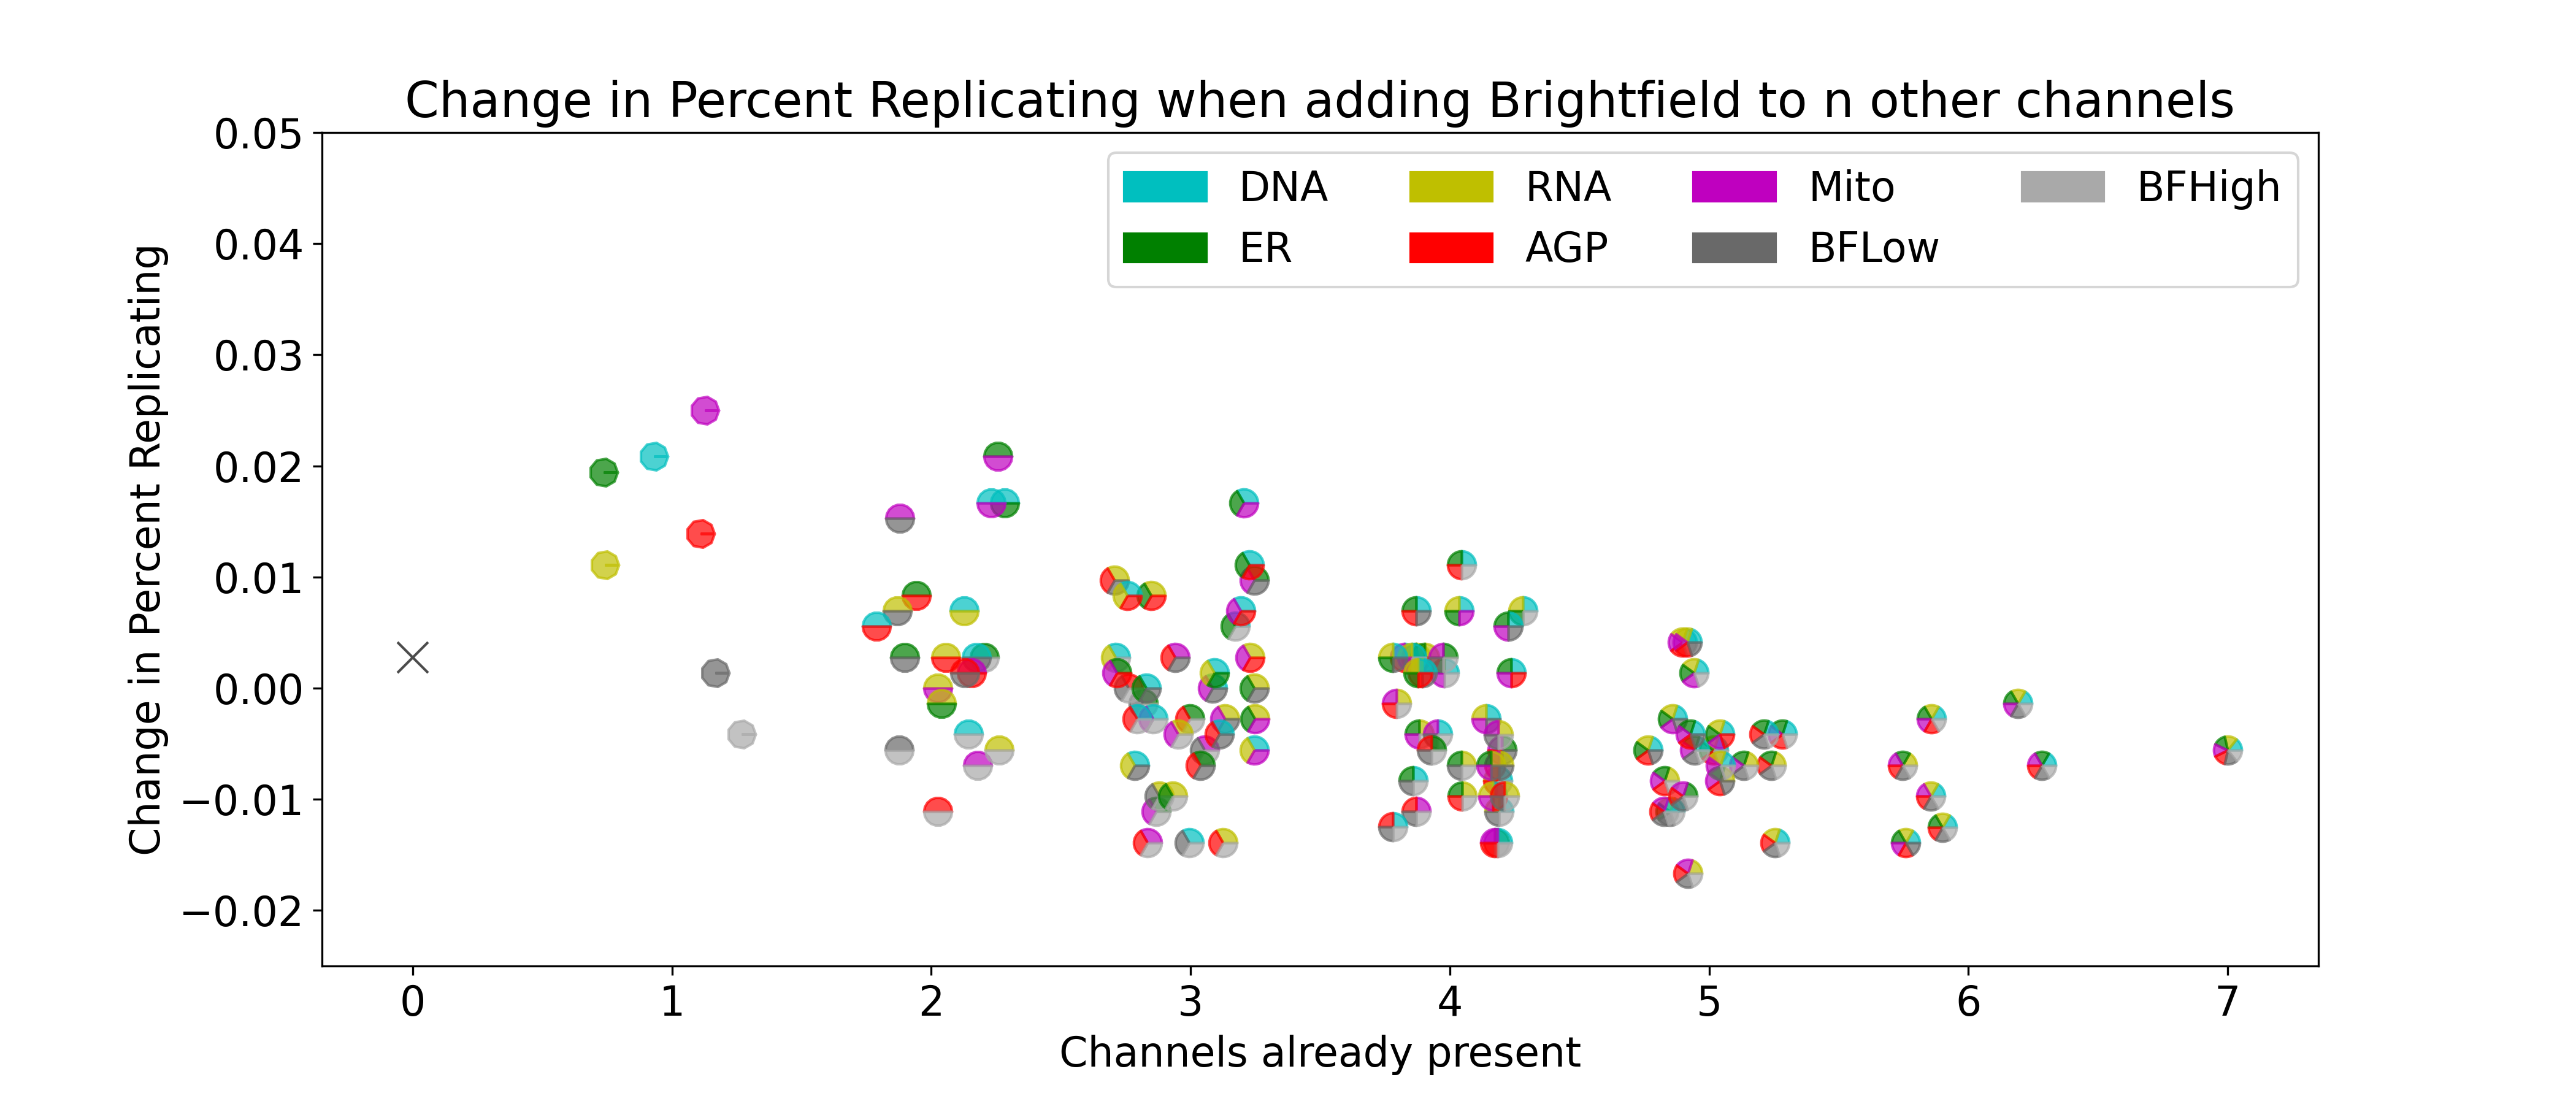 Change in Percent Replicating when adding Brightfield to n other channels
0.05
0.04
0.03
0.02
0.01
0.00
−0.01
−0.02
Change in Percent Replicating
DNA RNA Mito BFHigh
ER AGP BFLow
0 1 2 3 4 5 6 7
Channels already present